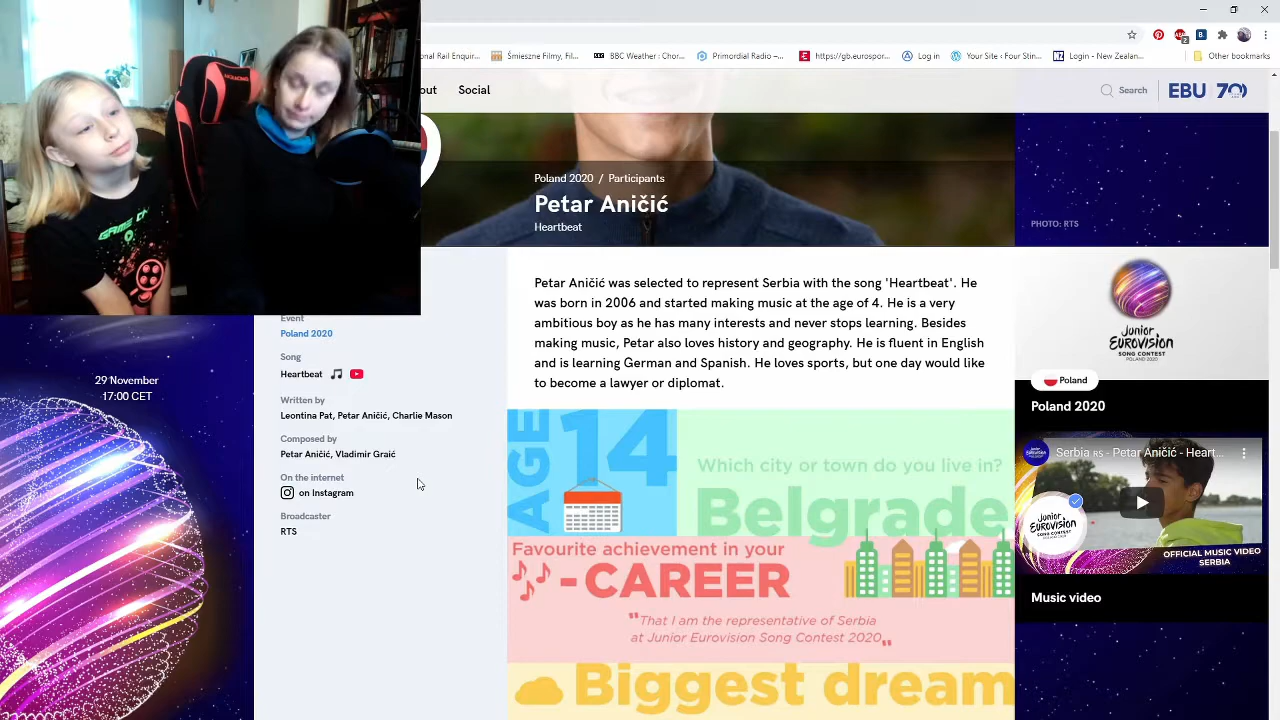 nal Rail Enquir...
Śmieszne Filmy, Fil...
BBC Weather : Chor...
Primordial Radio –...
https://gb.eurospor...
Log in
Your Site - Site 1 - C...
Login - New Zealan...
out
Social
Search
EBU 70
Poland 2020 / Participants
Petar Aničić
Heartbeat
PHOTO: RTS
Petar Aničić was selected to represent Serbia with the song 'Heartbeat'. He
was born in 2006 and started making music at the age of 4. He is a very
ambitious boy as he has many interests and never stops learning. Besides
making music, Petar also loves history and geography. He is fluent in English
and is learning German and Spanish. He loves sports, but one day would like
to become a lawyer or diplomat.
Event
Poland 2020
Song
Heartbeat
Written by
Leontina Pat, Petar Aničić, Charlie Mason
Composed by
Petar Aničić, Vladimir Graić
On the internet
on Instagram
Broadcaster
RTS
29 November
17:00 CET
AGE
14
Which city or town do you live in?
Belgrade
Favourite achievement in your
-CAREER
"That I am the representative of Serbia
at Junior Eurovision Song Contest 2020"
Biggest dream
JUNIOR
EUROVISION
SONG CONTEST
POLAND 2020
Poland
Poland 2020
Serbia RS - Petar Aničić - Heart...
JUNIOR
EUROVISION
OFFICIAL MUSIC VIDEO
SERBIA
Music video